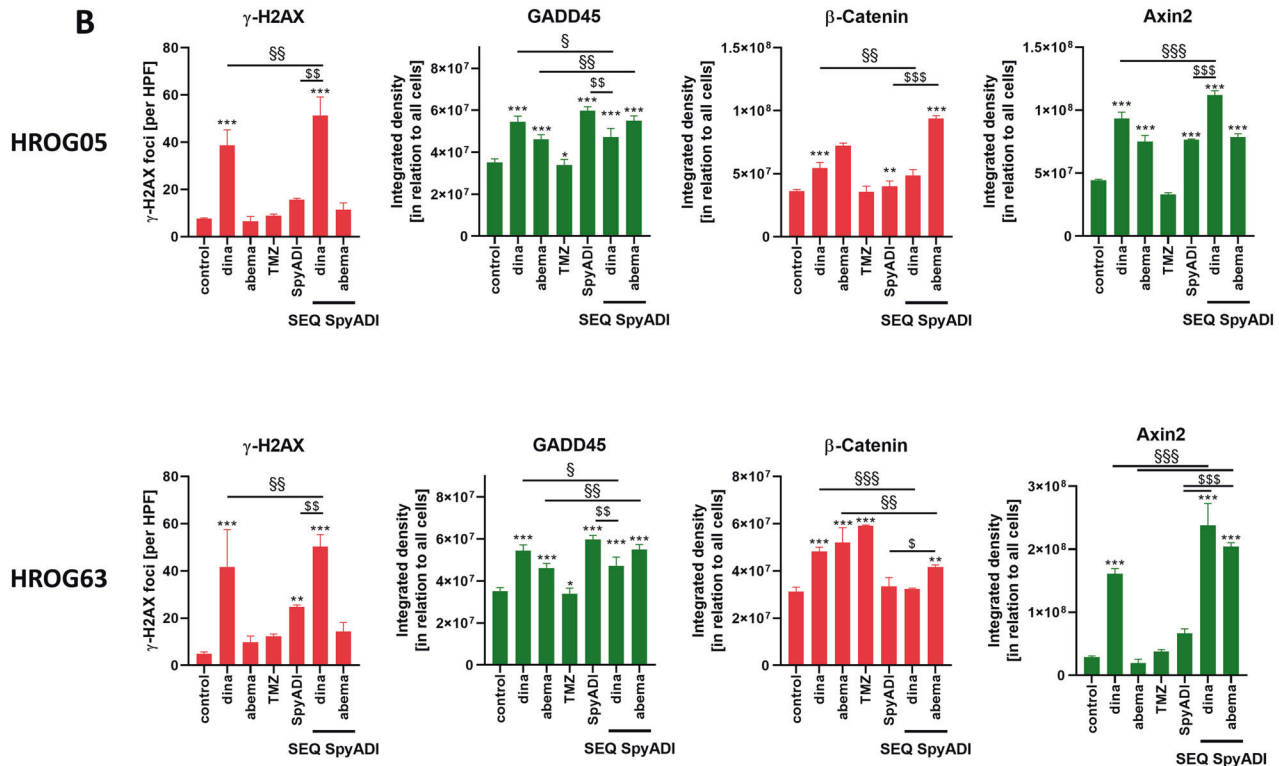 B
HROG05
γ-H2AX
γ-H2AX foci [per HPF]
80
60
40
20
0
§§
$$
***
***
control
dina
abema
TMZ
SpyADI
dina
abema
SEQ SpyADI
GADD45
Integrated density
[in relation to all cells]
8×10⁷
6×10⁷
4×10⁷
2×10⁷
0
§
§§
$$
***
***
*
***
***
***
control
dina
abema
TMZ
SpyADI
dina
abema
SEQ SpyADI
β-Catenin
Integrated density
[in relation to all cells]
1.5×10⁸
1×10⁸
5×10⁷
0
§§
$$$
***
**
***
control
dina
abema
TMZ
SpyADI
dina
abema
SEQ SpyADI
Axin2
Integrated density
[in relation to all cells]
1.5×10⁸
1×10⁸
5×10⁷
0
§§§
$$$
***
***
***
***
***
control
dina
abema
TMZ
SpyADI
dina
abema
SEQ SpyADI
HROG63
γ-H2AX
γ-H2AX foci [per HPF]
80
60
40
20
0
§§
$$
***
**
***
control
dina
abema
TMZ
SpyADI
dina
abema
SEQ SpyADI
GADD45
Integrated density
[in relation to all cells]
8×10⁷
6×10⁷
4×10⁷
2×10⁷
0
§
§§
$$
***
***
*
***
***
***
control
dina
abema
TMZ
SpyADI
dina
abema
SEQ SpyADI
β-Catenin
Integrated density
[in relation to all cells]
8×10⁷
6×10⁷
4×10⁷
2×10⁷
0
§§§
§§
$
***
***
***
**
control
dina
abema
TMZ
SpyADI
dina
abema
SEQ SpyADI
Axin2
Integrated density
[in relation to all cells]
3×10⁸
2×10⁸
1×10⁸
0
§§§
$$$
***
***
***
control
dina
abema
TMZ
SpyADI
dina
abema
SEQ SpyADI